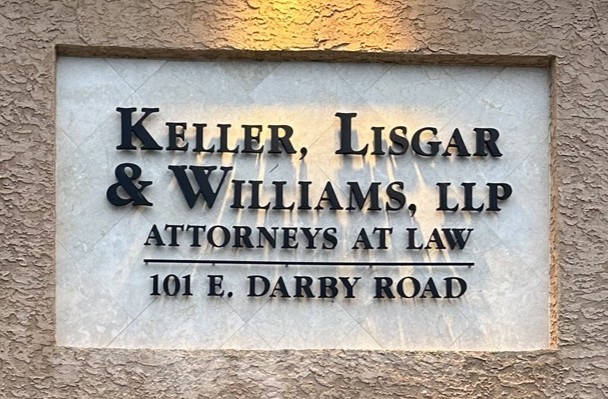 KELLER, LISGAR
& WILLIAMS, LLP
ATTORNEYS AT LAW
101 E. DARBY ROAD